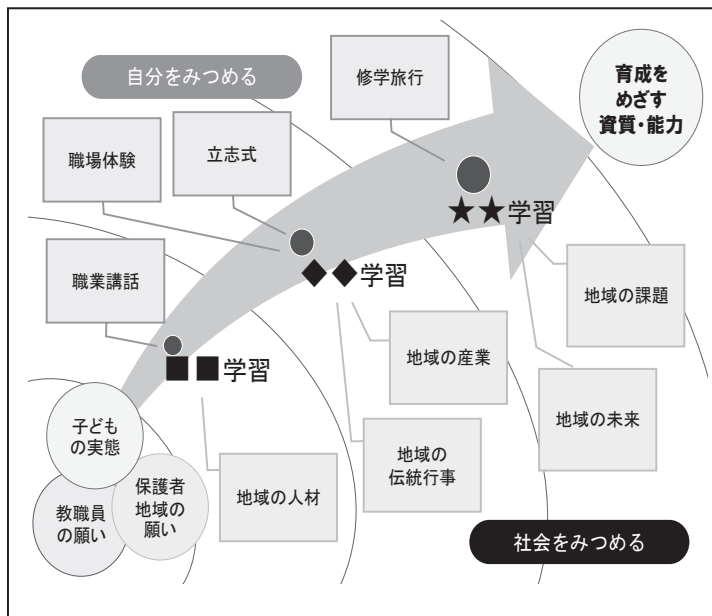 自分をみつめる
修学旅行
育成を
めざす
資質・能力
職場体験
立志式
★★学習
職業講話
◆◆学習
地域の課題
■■学習
地域の産業
地域の未来
子ども
の実態
地域の
伝統行事
保護者
地域の
願い
教職員
の願い
地域の人材
社会をみつめる